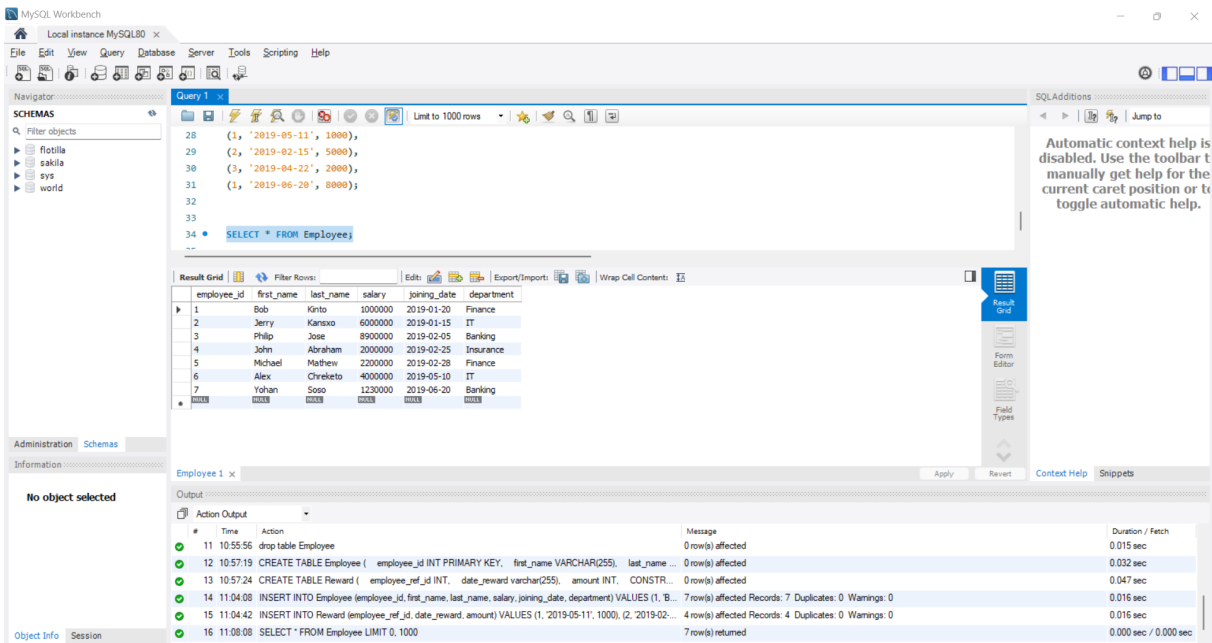 MySQL Workbench
Local instance MySQL80
File Edit View Query Database Server Tools Scripting Help
Navigator
SCHEMAS
Filter objects
flotilla
sakila
sys
world
Administration Schemas
Information
No object selected
Object Info Session
Query 1
Limit to 1000 rows
28 (1, '2019-05-11', 1000),
29 (2, '2019-02-15', 5000),
30 (3, '2019-04-22', 2000),
31 (1, '2019-06-20', 8000);
32
33
34 SELECT * FROM Employee;
Result Grid Filter Rows: Edit: Export/Import: Wrap Cell Content:
employee_id first_name last_name salary joining_date department
1 Bob Kinto 1000000 2019-01-20 Finance
2 Jerry Kansxo 6000000 2019-01-15 IT
3 Philip Jose 8900000 2019-02-05 Banking
4 John Abraham 2000000 2019-02-25 Insurance
5 Michael Mathew 2200000 2019-02-28 Finance
6 Alex Chreketo 4000000 2019-05-10 IT
7 Yohan Soso 1230000 2019-06-20 Banking
NULL NULL NULL NULL NULL NULL
Result
Grid
Form
Editor
Field
Types
Employee 1
Apply Revert
Output
Action Output
# Time Action Message Duration / Fetch
11 10:55:56 drop table Employee 0 row(s) affected 0.015 sec
12 10:57:19 CREATE TABLE Employee ( employee_id INT PRIMARY KEY, first_name VARCHAR(255), last_name ... 0 row(s) affected 0.032 sec
13 10:57:24 CREATE TABLE Reward ( employee_ref_id INT, date_reward varchar(255), amount INT, CONSTR... 0 row(s) affected 0.047 sec
14 11:04:08 INSERT INTO Employee (employee_id, first_name, last_name, salary, joining_date, department) VALUES (1, 'B... 7 row(s) affected Records: 7 Duplicates: 0 Warnings: 0 0.016 sec
15 11:04:42 INSERT INTO Reward (employee_ref_id, date_reward, amount) VALUES (1, '2019-05-11', 1000), (2, '2019-02-... 4 row(s) affected Records: 4 Duplicates: 0 Warnings: 0 0.016 sec
16 11:08:08 SELECT * FROM Employee LIMIT 0, 1000 7 row(s) returned 0.000 sec / 0.000 sec
SQLAdditions
Jump to
Automatic context help is
disabled. Use the toolbar t
manually get help for the
current caret position or to
toggle automatic help.
Context Help Snippets